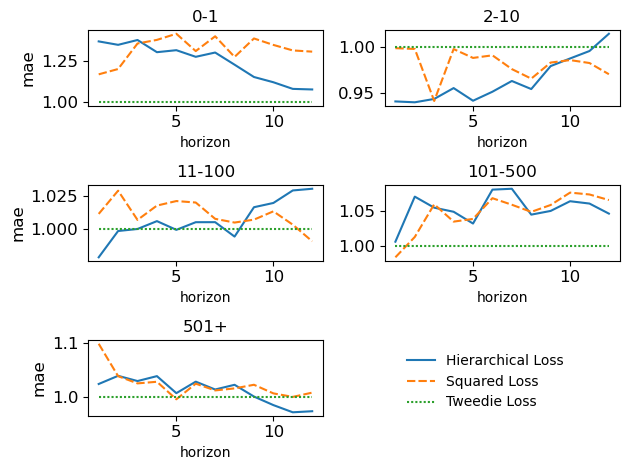 0-1
mae
1.25
1.00
5 10
horizon
2-10
1.00
0.95
5 10
horizon
11-100
mae
1.025
1.000
5 10
horizon
101-500
1.05
1.00
5 10
horizon
501+
mae
1.1
1.0
5 10
horizon
Hierarchical Loss
Squared Loss
Tweedie Loss